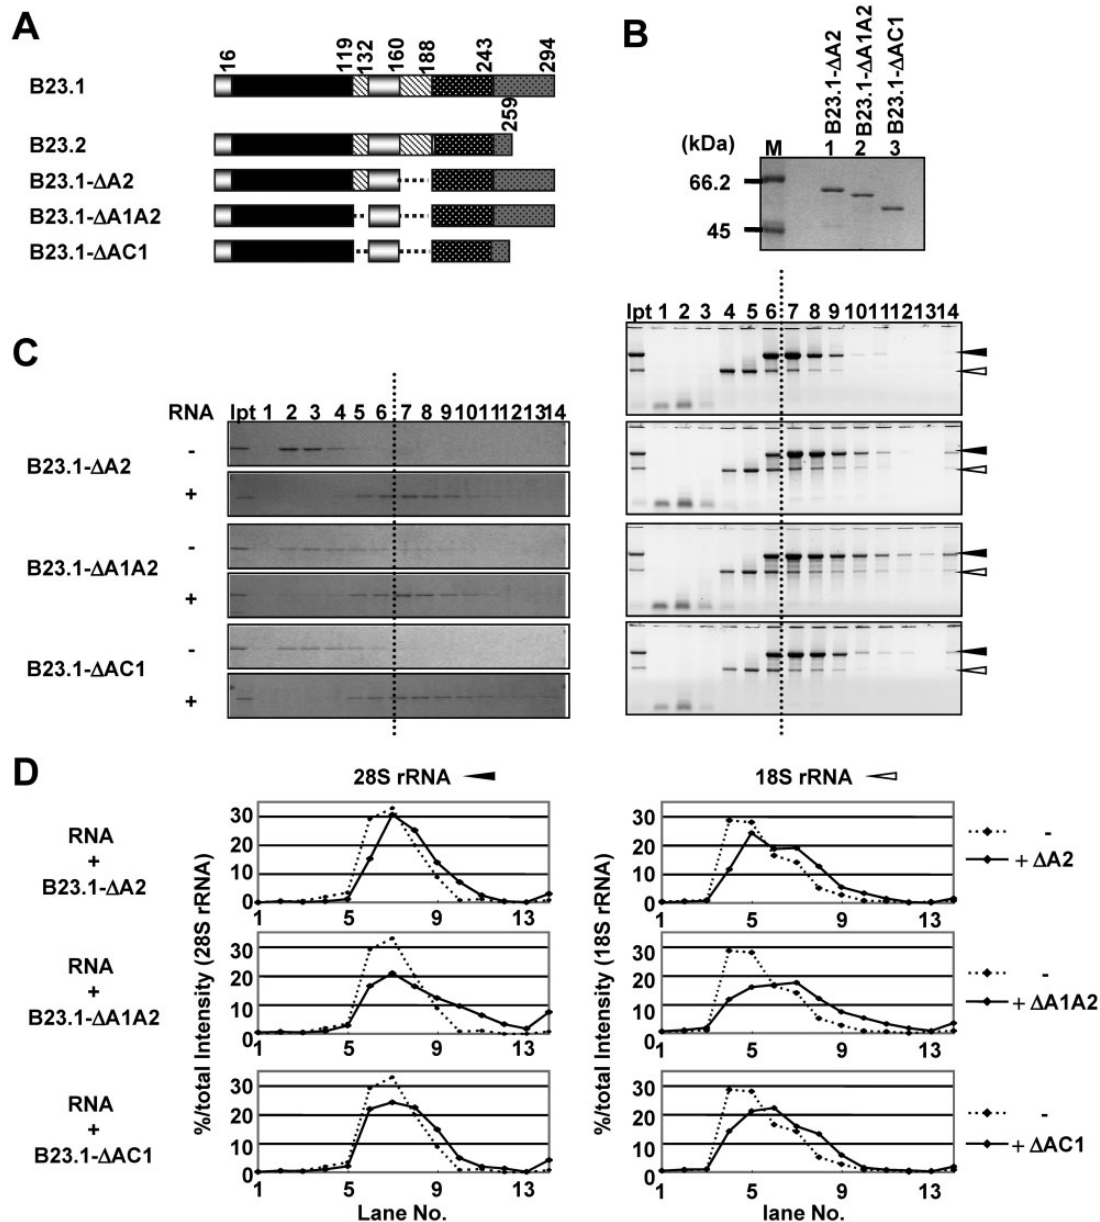 A
16 119 132 160 188 243 294
B23.1
259
B23.2
B23.1-ΔA2
B23.1-ΔA1A2
B23.1-ΔAC1
B
B23.1-ΔA2
B23.1-ΔA1A2
B23.1-ΔAC1
(kDa) M 1 2 3
66.2
45
Ipt 1 2 3 4 5 6 7 8 9 10 11 12 13 14
C
RNA Ipt 1 2 3 4 5 6 7 8 9 10 11 12 13 14
B23.1-ΔA2
-
+
B23.1-ΔA1A2
-
+
B23.1-ΔAC1
-
+
D
28S rRNA
18S rRNA
%/total Intensity (28S rRNA)
%/total Intensity (18S rRNA)
RNA
+
B23.1-ΔA2
30
20
10
0
1 5 9 13
30
20
10
0
1 5 9 13
-
+ ΔA2
RNA
+
B23.1-ΔA1A2
30
20
10
0
1 5 9 13
30
20
10
0
1 5 9 13
-
+ ΔA1A2
RNA
+
B23.1-ΔAC1
30
20
10
0
1 5 9 13
30
20
10
0
1 5 9 13
-
+ ΔAC1
Lane No.
lane No.